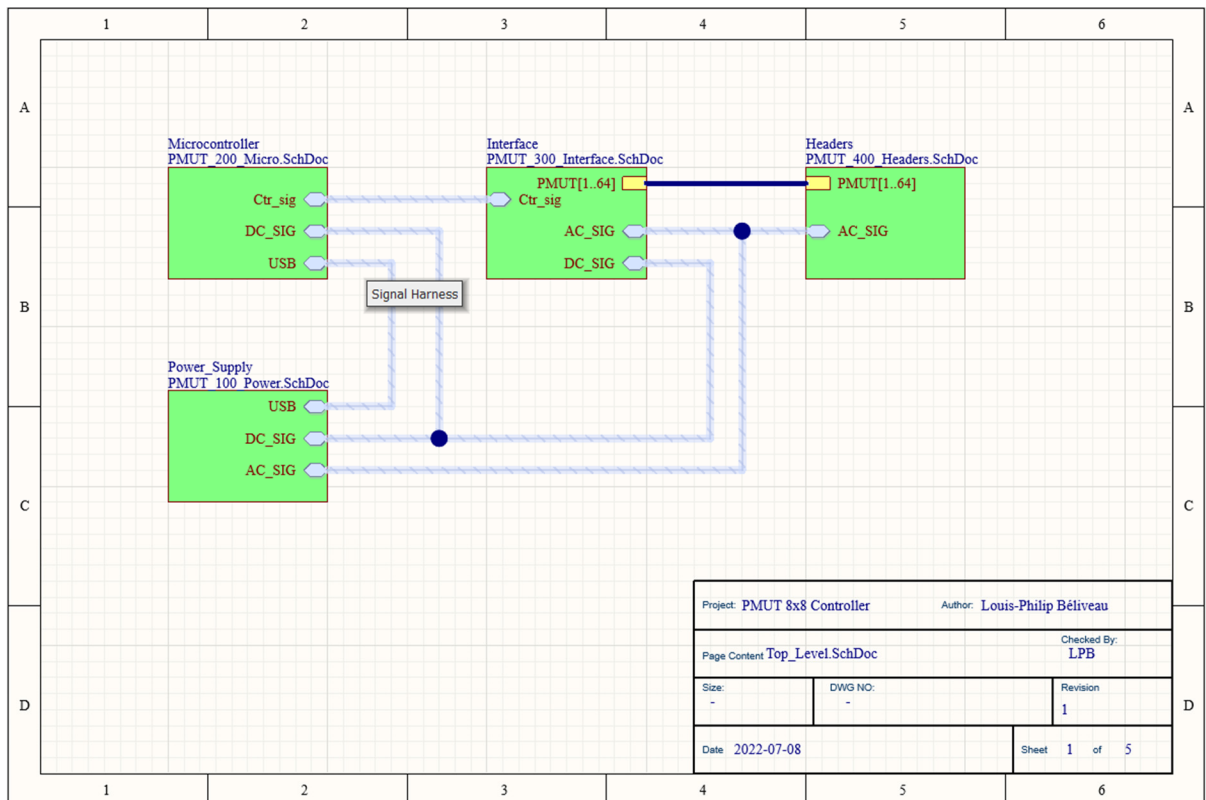 1 2 3 4 5 6
A A
Microcontroller
PMUT_200_Micro.SchDoc
Ctr_sig
DC_SIG
USB
Interface
PMUT_300_Interface.SchDoc
PMUT[1..64]
Ctr_sig
AC_SIG
DC_SIG
Headers
PMUT_400_Headers.SchDoc
PMUT[1..64]
AC_SIG
Signal Harness
B B
Power_Supply
PMUT_100_Power.SchDoc
USB
DC_SIG
AC_SIG
C C
Project: PMUT 8x8 Controller Author: Louis-Philip Béliveau
Page Content Top_Level.SchDoc Checked By:
LPB
Size: DWG NO: Revision
- - 1
D D
Date 2022-07-08 Sheet 1 of 5
1 2 3 4 5 6